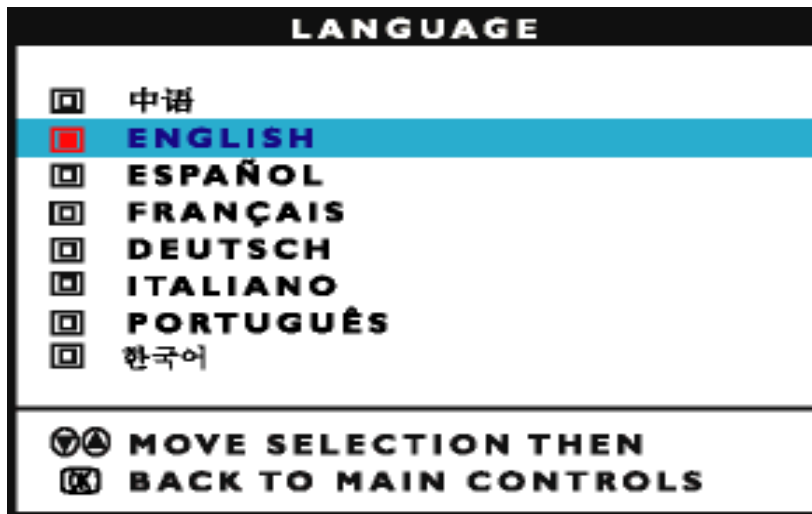 LANGUAGE
中语
ENGLISH
ESPAÑOL
FRANÇAIS
DEUTSCH
ITALIANO
PORTUGUÊS
한국어
MOVE SELECTION THEN
OK BACK TO MAIN CONTROLS